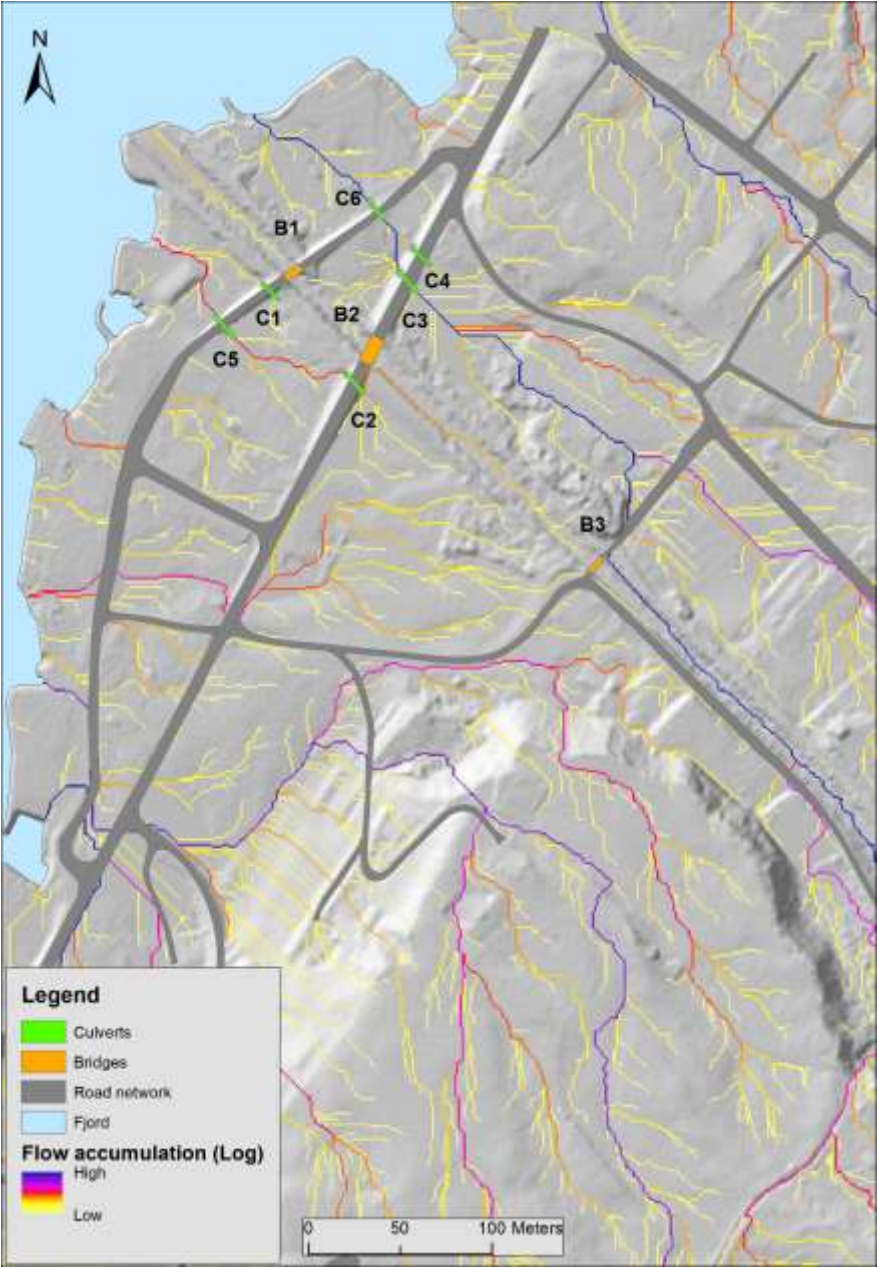 N
C6
B1
C4
C1
B2
C3
C5
C2
B3
Legend
Culverts
Bridges
Road network
Fjord
Flow accumulation (Log)
High
Low
0 50 100 Meters